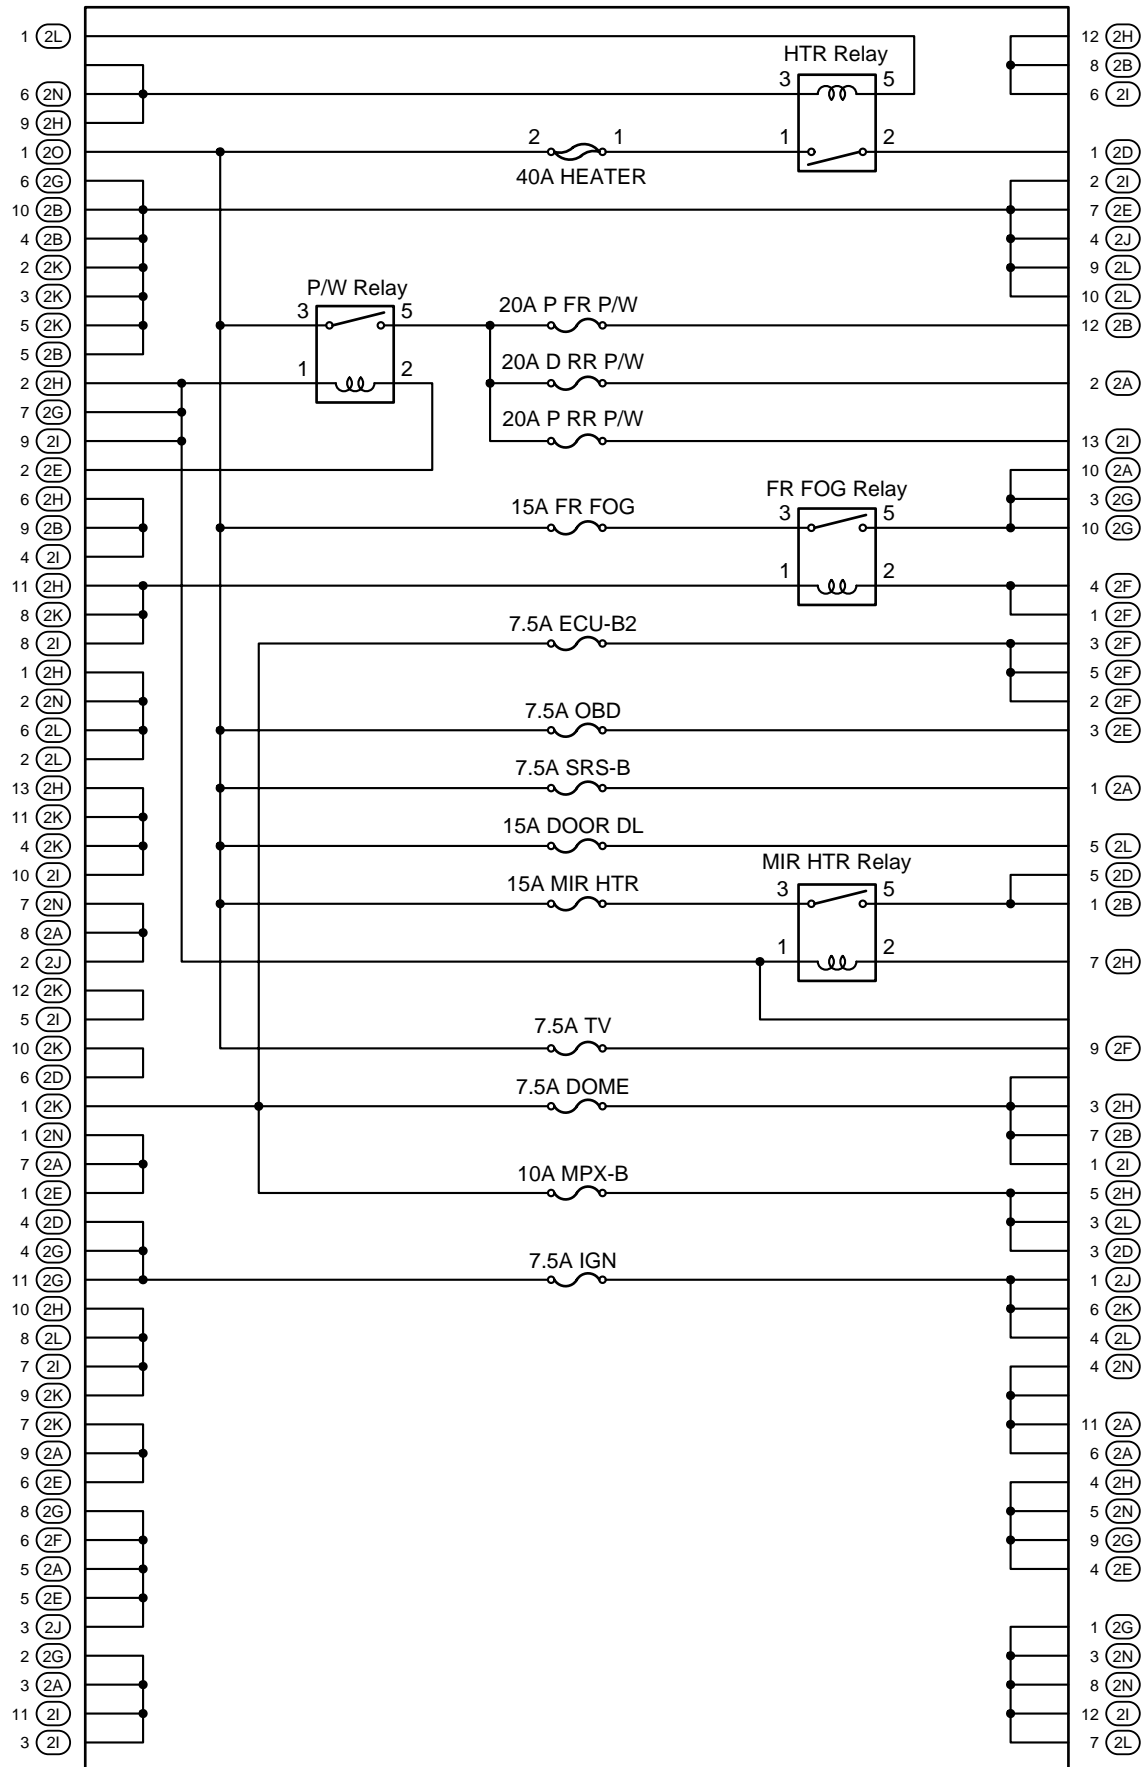 1 2L
12 2H
HTR Relay
8 2B
3 5
6 2N
6 2I
9 2H
2 1 1 2
1 2O
1 2D
40A HEATER
6 2G
2 2I
10 2B
7 2E
4 2B
4 2J
2 2K
9 2L
P/W Relay
3 2K
10 2L
3 5 20A P FR P/W
5 2K
12 2B
5 2B
1 2 20A D RR P/W
2 2H
2 2A
7 2G
20A P RR P/W
9 2I
13 2I
2 2E
10 2A
FR FOG Relay
6 2H
3 2G
15A FR FOG 3 5
9 2B
10 2G
4 2I
1 2
11 2H
4 2F
8 2K
1 2F
7.5A ECU-B2
8 2I
3 2F
1 2H
5 2F
2 2N
2 2F
7.5A OBD
6 2L
3 2E
2 2L
7.5A SRS-B
13 2H
1 2A
11 2K
15A DOOR DL
4 2K
5 2L
MIR HTR Relay
10 2I
5 2D
15A MIR HTR 3 5
7 2N
1 2B
8 2A
1 2
2 2J
7 2H
12 2K
5 2I
7.5A TV
10 2K
9 2F
6 2D
7.5A DOME
1 2K
3 2H
1 2N
7 2B
7 2A
1 2I
10A MPX-B
1 2E
5 2H
4 2D
3 2L
4 2G
3 2D
7.5A IGN
11 2G
1 2J
10 2H
6 2K
8 2L
4 2L
7 2I
4 2N
9 2K
7 2K
11 2A
9 2A
6 2A
6 2E
4 2H
8 2G
5 2N
6 2F
9 2G
5 2A
4 2E
5 2E
3 2J
1 2G
2 2G
3 2N
3 2A
8 2N
11 2I
12 2I
3 2I
7 2L